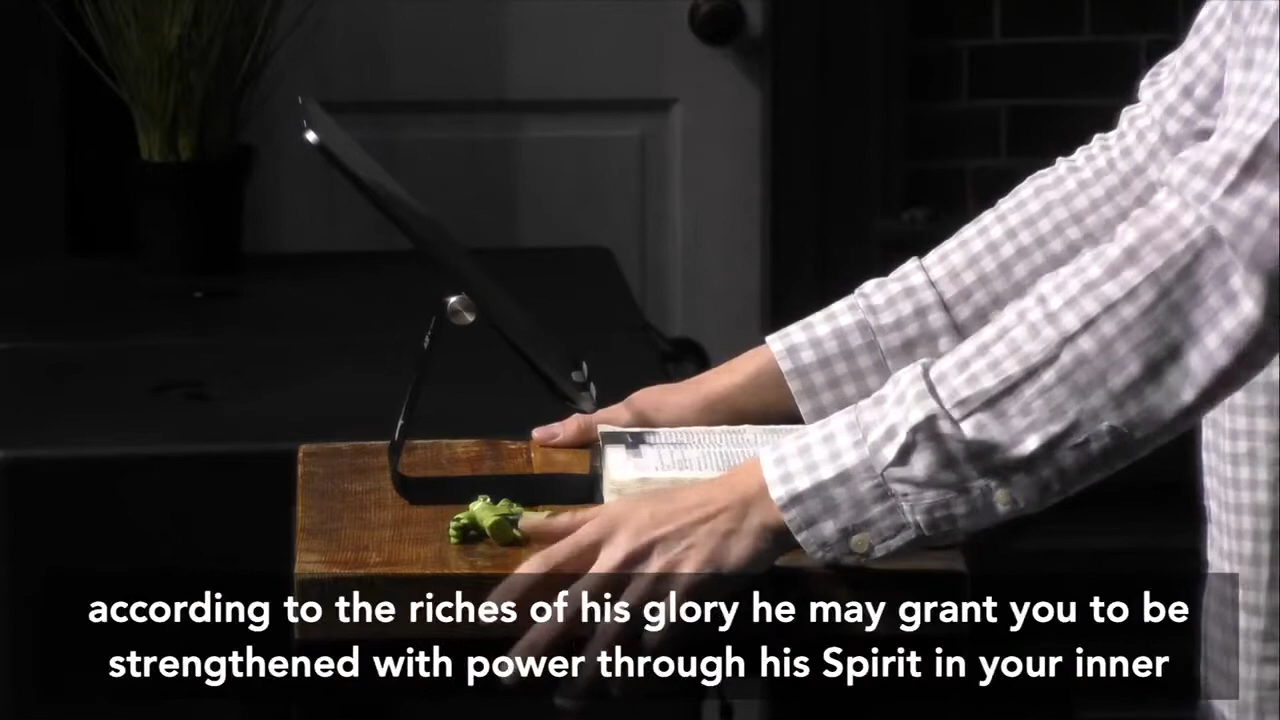 according to the riches of his glory he may grant you to be
strengthened with power through his Spirit in your inner